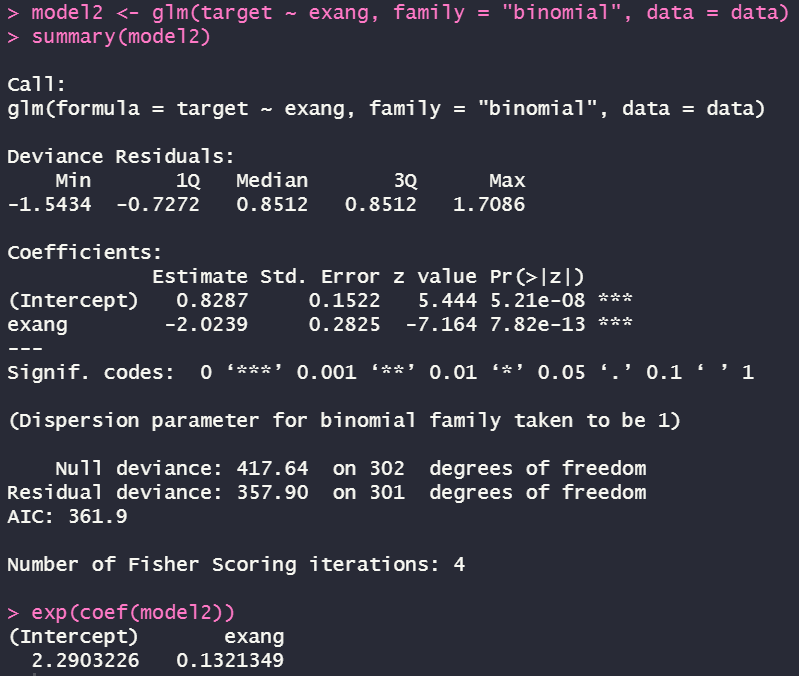 > model2 <- glm(target ~ exang, family = "binomial", data = data)
> summary(model2)
Call:
glm(formula = target ~ exang, family = "binomial", data = data)
Deviance Residuals:
    Min       1Q   Median       3Q      Max
-1.5434  -0.7272   0.8512   0.8512   1.7086
Coefficients:
            Estimate Std. Error z value Pr(>|z|)
(Intercept)   0.8287     0.1522   5.444 5.21e-08 ***
exang        -2.0239     0.2825  -7.164 7.82e-13 ***
---
Signif. codes:  0 ‘***’ 0.001 ‘**’ 0.01 ‘*’ 0.05 ‘.’ 0.1 ‘ ’ 1
(Dispersion parameter for binomial family taken to be 1)
    Null deviance: 417.64  on 302  degrees of freedom
Residual deviance: 357.90  on 301  degrees of freedom
AIC: 361.9
Number of Fisher Scoring iterations: 4
> exp(coef(model2))
(Intercept)       exang
  2.2903226   0.1321349